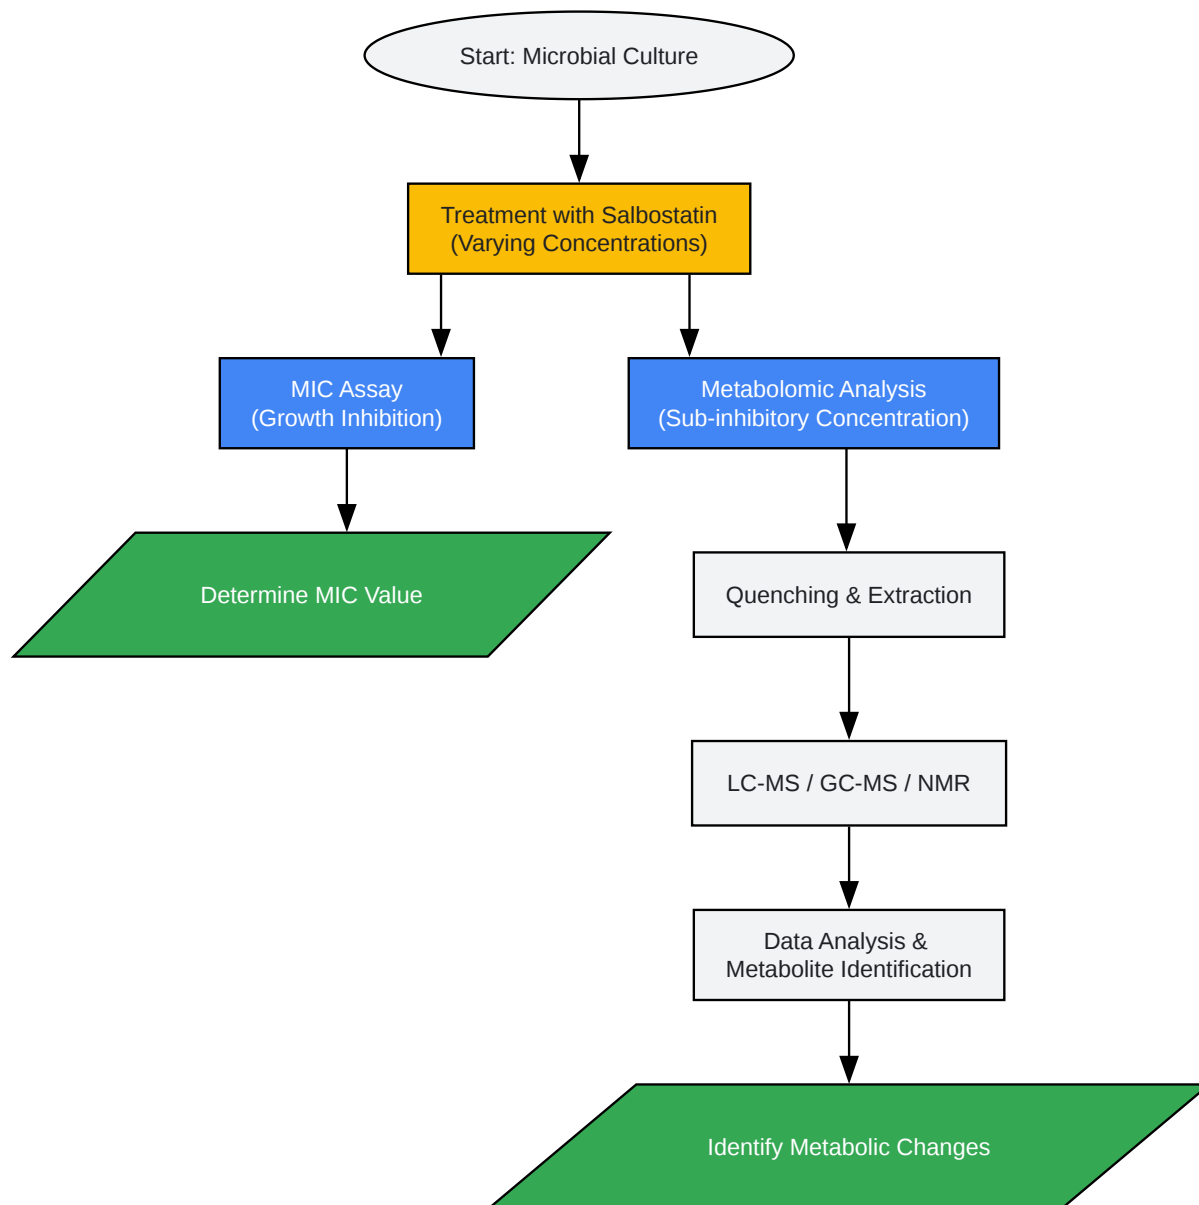 Start: Microbial Culture
Treatment with Salbostatin
(Varying Concentrations)
MIC Assay
(Growth Inhibition)
Metabolomic Analysis
(Sub-inhibitory Concentration)
Determine MIC Value
Quenching & Extraction
LC-MS / GC-MS / NMR
Data Analysis &
Metabolite Identification
Identify Metabolic Changes